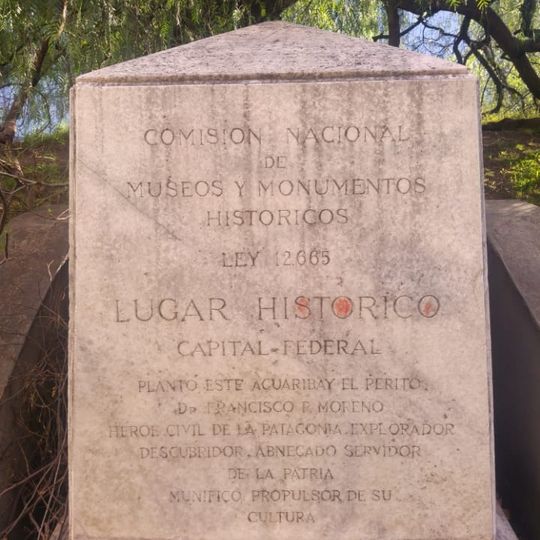 COMISION NACIONAL
DE
MUSEOS Y MONUMENTOS
HISTORICOS
LEY 12.665
LUGAR HISTORICO
CAPITAL-FEDERAL
PLANTO ESTE AGUARIBAY EL PERITO
DR FRANCISCO P. MORENO
HEROE CIVIL DE LA PATAGONIA. EXPLORADOR
DESCUBRIDOR. ABNEGADO SERVIDOR
DE LA PATRIA
MUNIFICO PROPULSOR DE SU
CULTURA